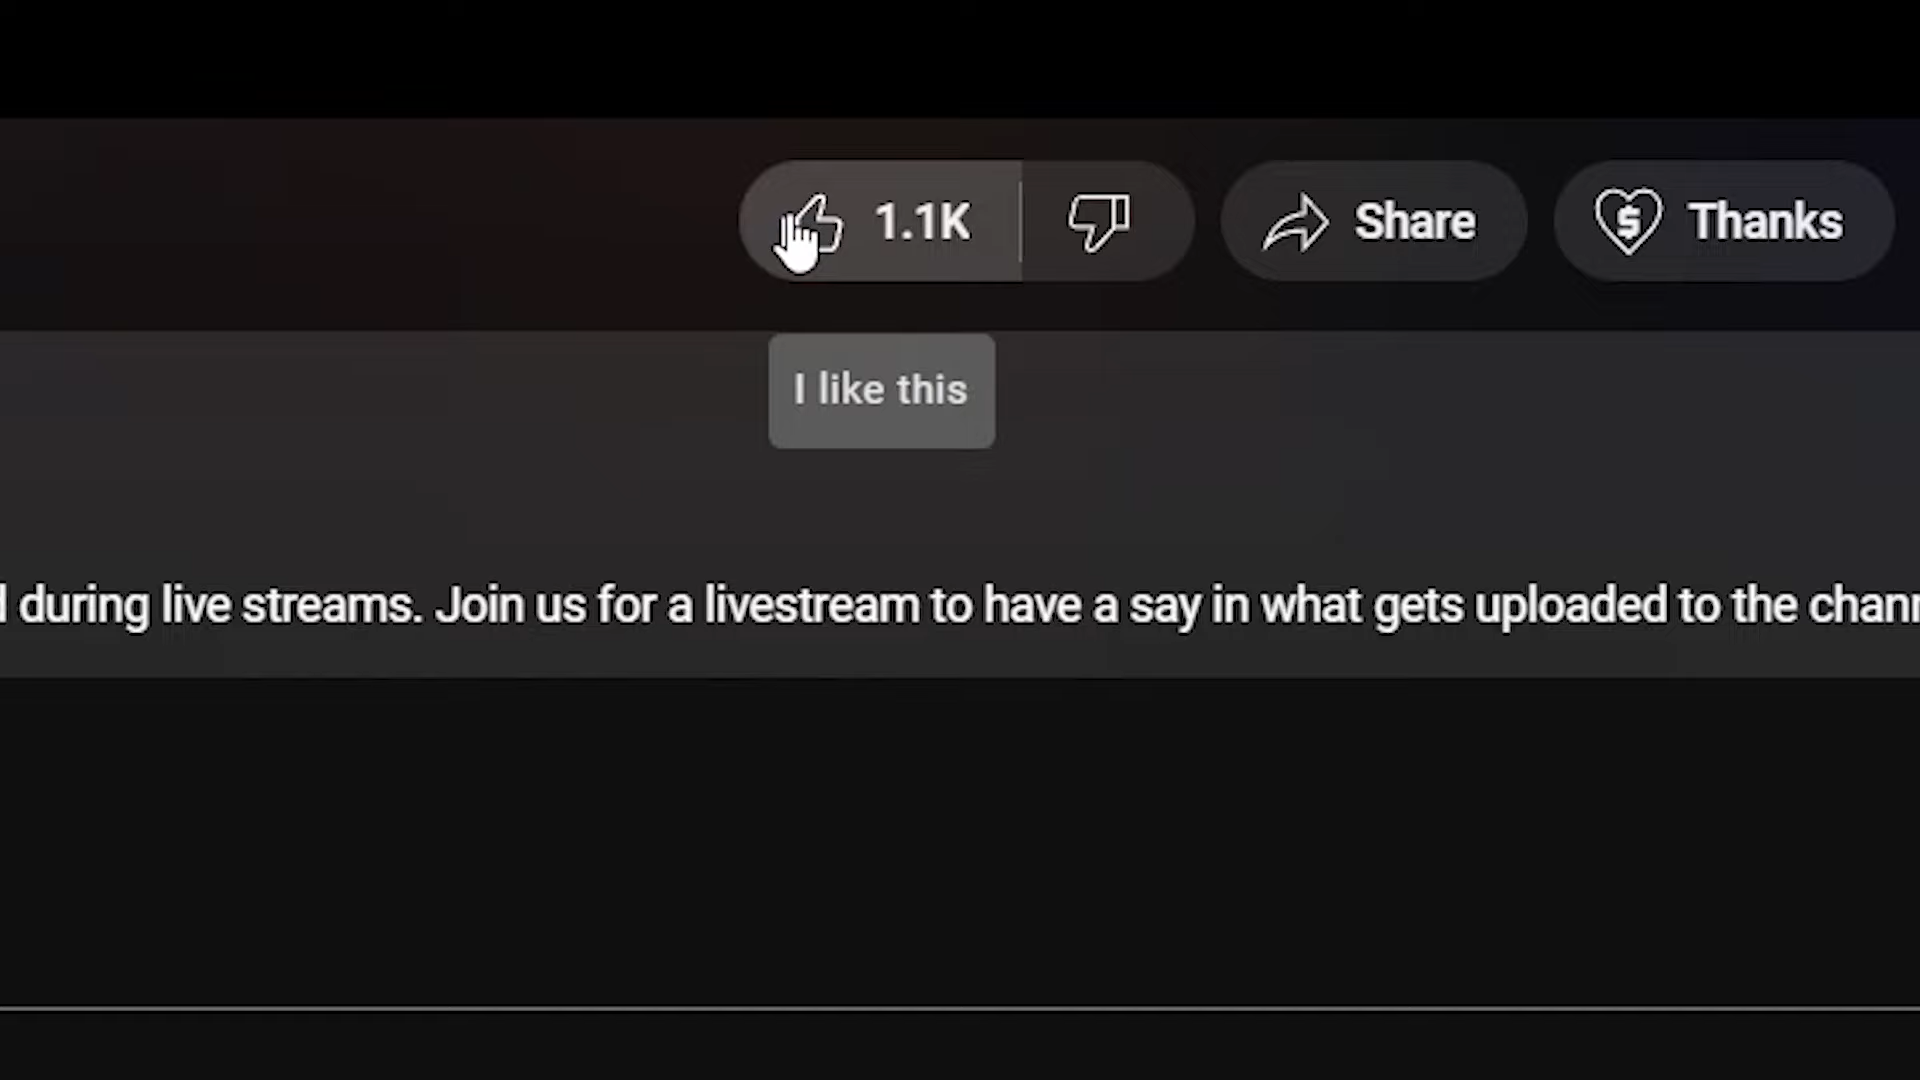 1.1K
Share
Thanks
I like this
during live streams. Join us for a livestream to have a say in what gets uploaded to the